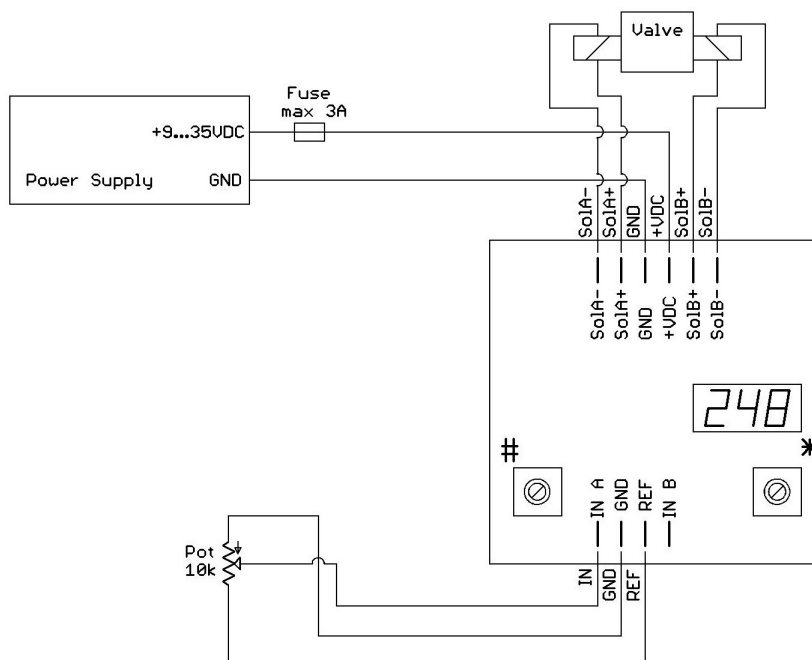 Valve
Fuse
max 3A
+9...35VDC
Power Supply GND
SolA-
SolA+
GND
+VDC
SolB+
SolB-
SolA-
SolA+
GND
+VDC
SolB+
SolB-
248
# *
IN A
GND
REF
IN B
Pot
10k
IN
GND
REF